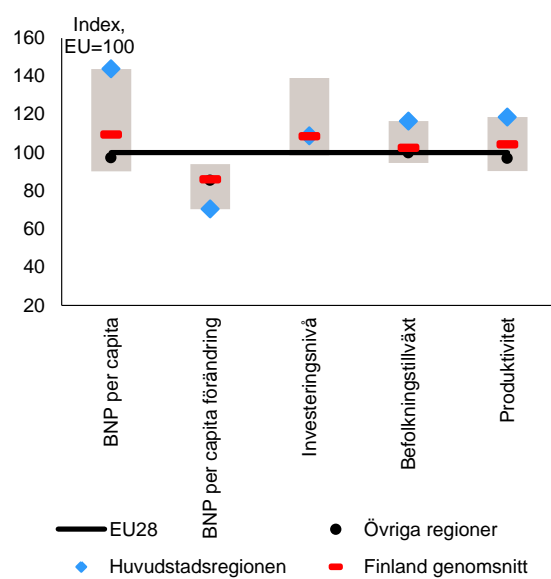 Index,
EU=100
160
140
120
100
80
60
40
20
BNP per capita
BNP per capita förändring
Investeringsnivå
Befolkningstillväxt
Produktivitet
EU28
Övriga regioner
Huvudstadsregionen
Finland genomsnitt